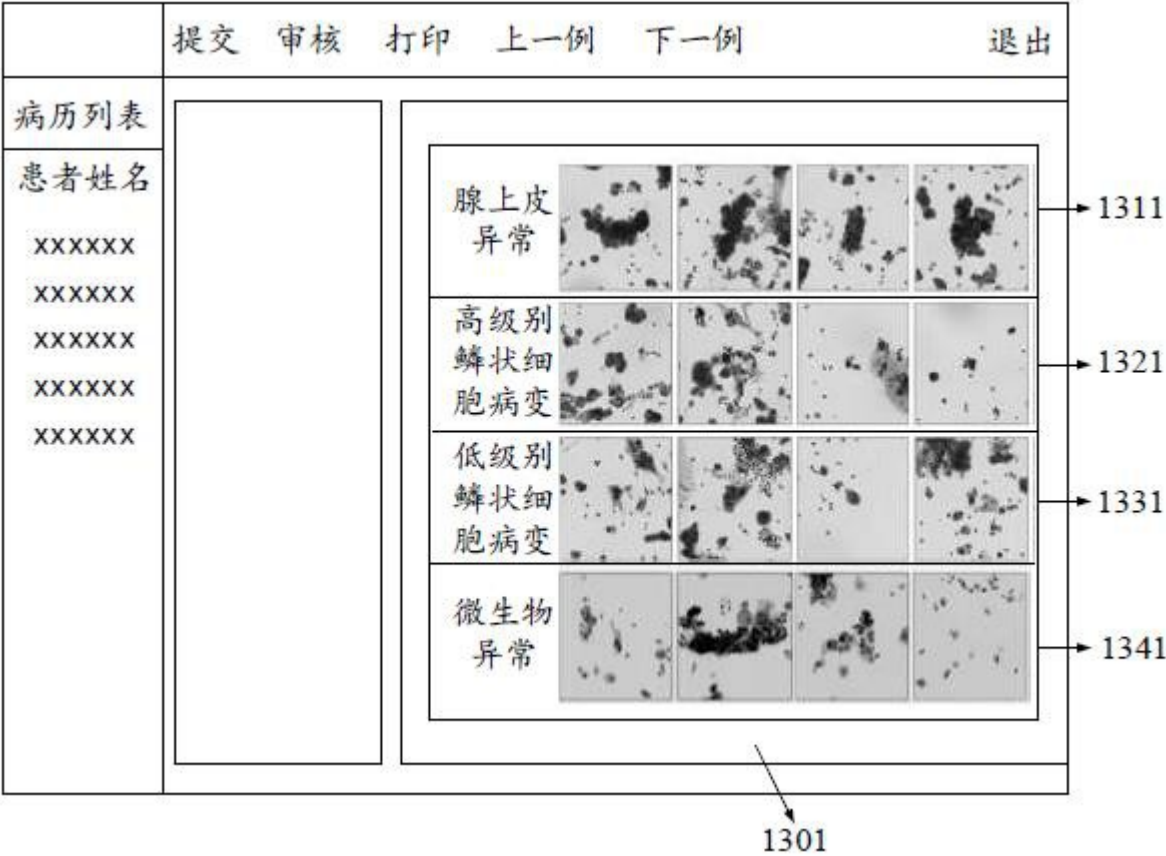 提交 审核 打印 上一例 下一例 退出
病历列表
患者姓名
xxxxxx
xxxxxx
xxxxxx
xxxxxx
xxxxxx
腺上皮
异常
1311
高级别
鳞状细
胞病变
1321
低级别
鳞状细
胞病变
1331
微生物
异常
1341
1301